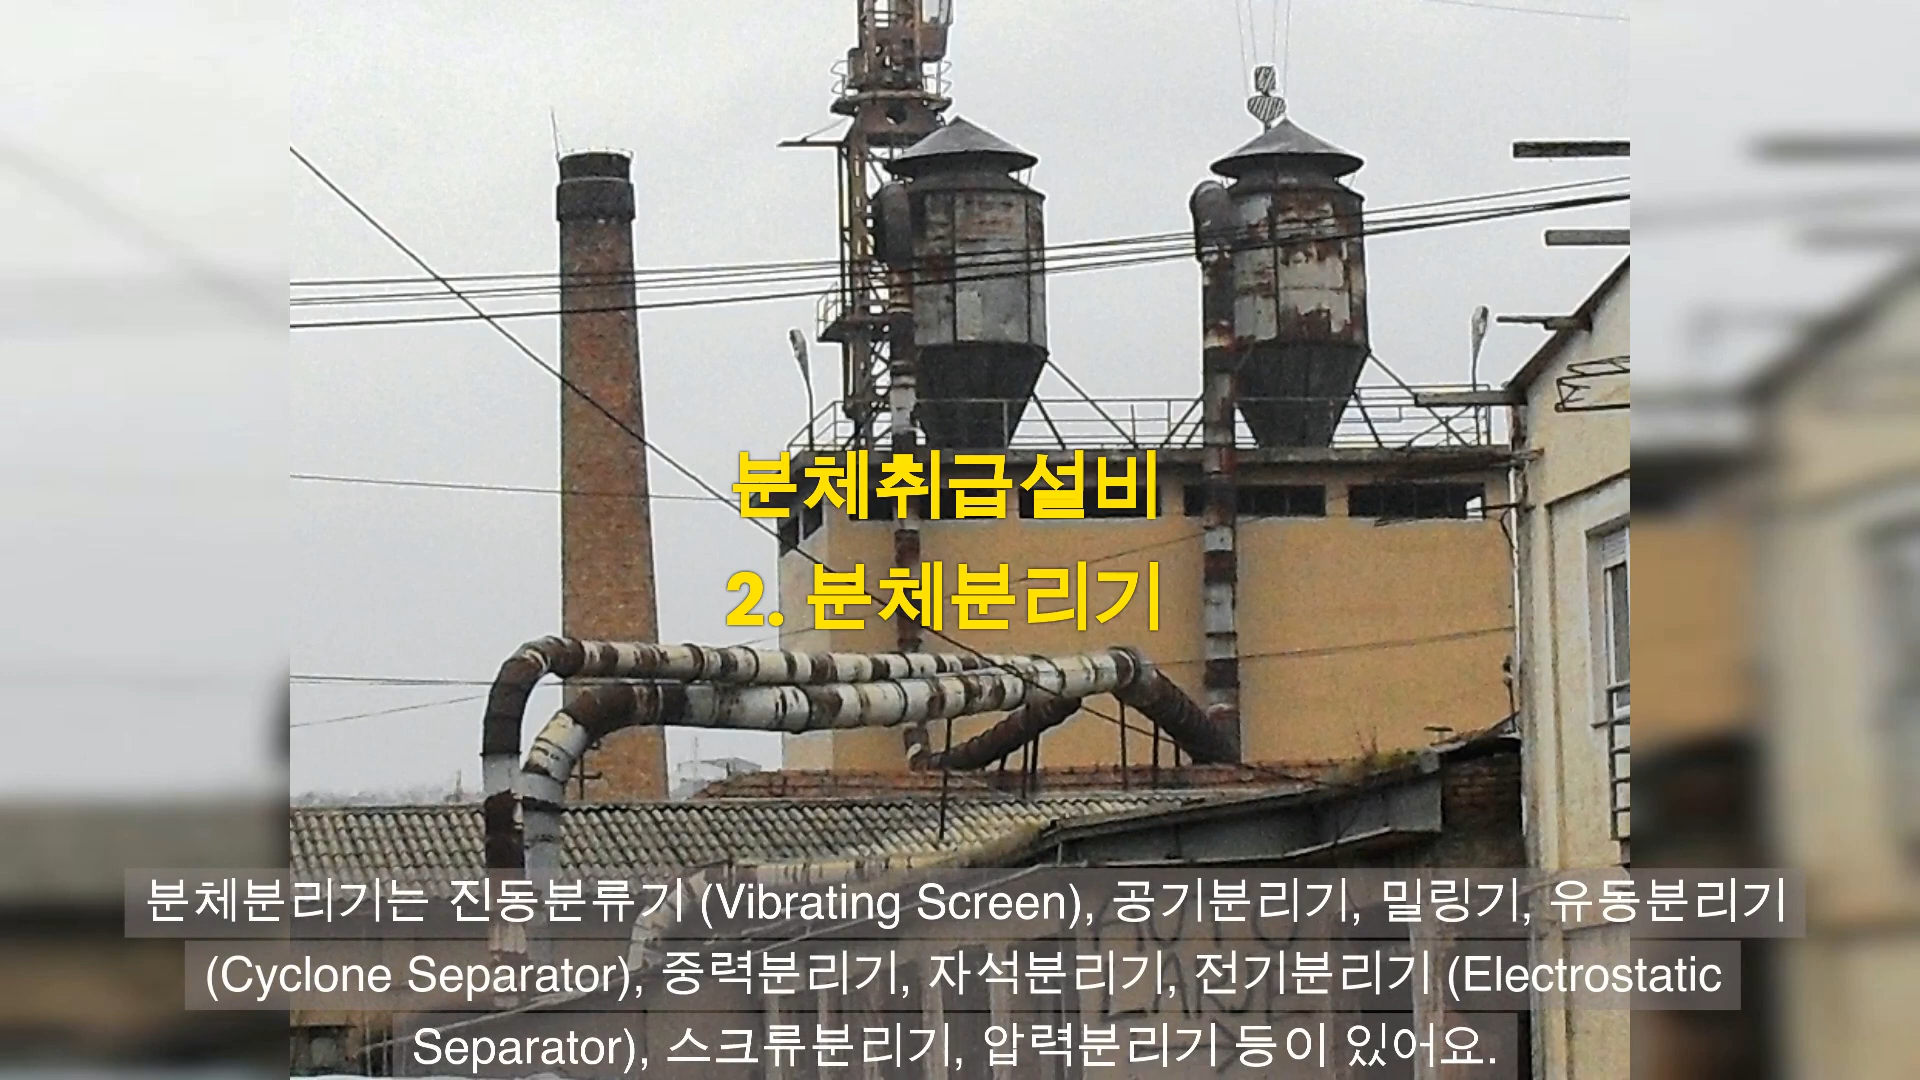 분체취급설비
2. 분체분리기
분체분리기는 진동분류기 (Vibrating Screen), 공기분리기, 밀링기, 유동분리기
(Cyclone Separator), 중력분리기, 자석분리기, 전기분리기 (Electrostatic
Separator), 스크류분리기, 압력분리기 등이 있어요.